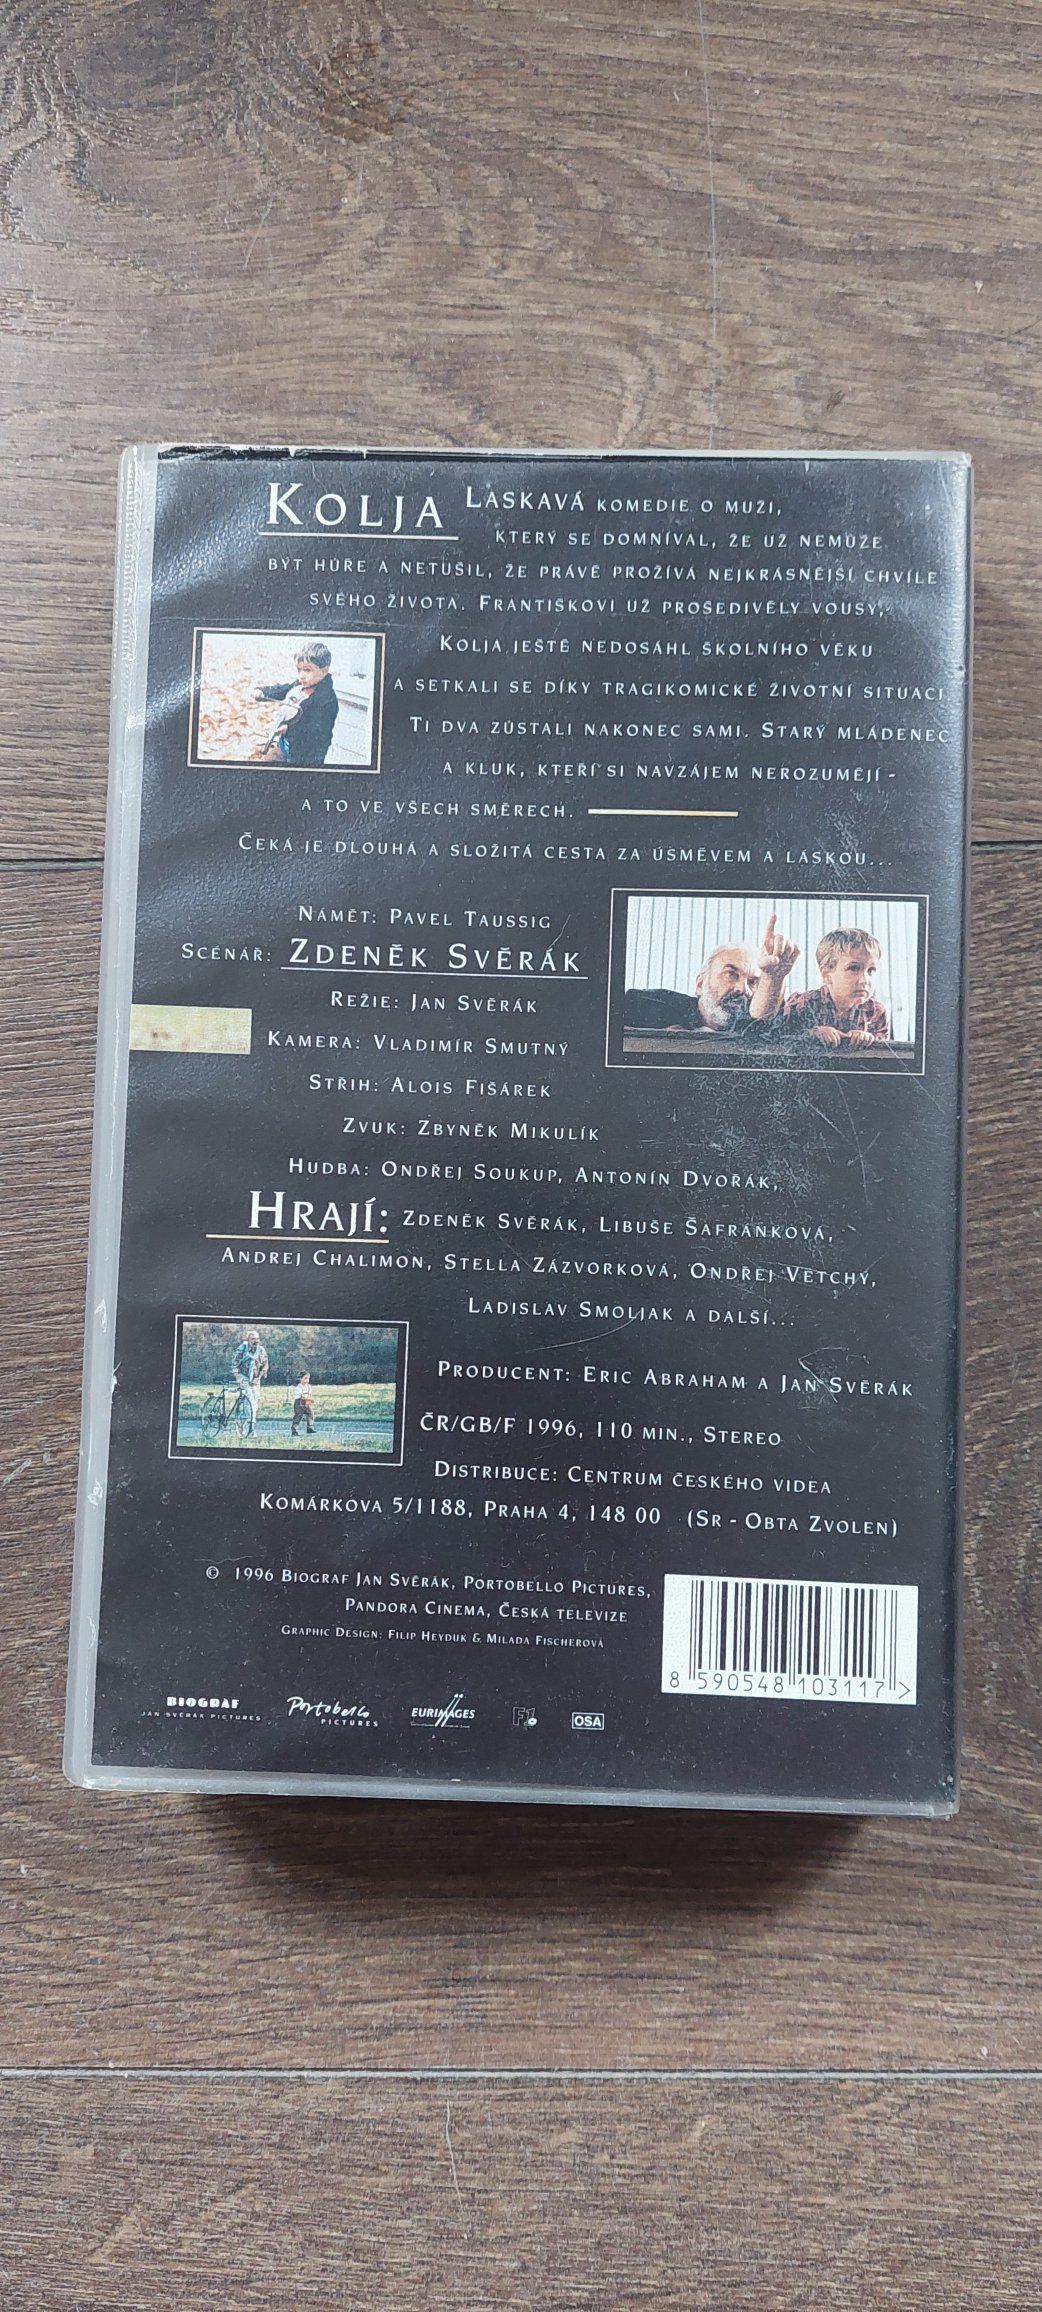 KOLJA LASKAVÁ KOMEDIE O MUŽI,
KTERÝ SE DOMNÍVAL, ŽE UŽ NEMŮŽE
BÝT HŮŘE A NETUŠIL, ŽE PRÁVĚ PROŽÍVÁ NEJKRÁSNĚJŠÍ CHVÍLE
SVÉHO ŽIVOTA. FRANTIŠKOVI UŽ PROŠEDIVĚLY VOUSY,
KOLJA JEŠTĚ NEDOSÁHL ŠKOLNÍHO VĚKU
A SETKALI SE DÍKY TRAGIKOMICKÉ ŽIVOTNÍ SITUACI.
TI DVA ZŮSTALI NAKONEC SAMI. STARÝ MLÁDENEC
A KLUK, KTEŘÍ SI NAVZÁJEM NEROZUMĚJÍ -
A TO VE VŠECH SMĚRECH.
ČEKÁ JE DLOUHÁ A SLOŽITÁ CESTA ZA ÚSMĚVEM A LÁSKOU...
NÁMĚT: PAVEL TAUSSIG
SCÉNÁŘ: ZDENĚK SVĚRÁK
REŽIE: JAN SVĚRÁK
KAMERA: VLADIMÍR SMUTNÝ
STŘIH: ALOIS FIŠÁREK
ZVUK: ZBYNĚK MIKULÍK
HUDBA: ONDŘEJ SOUKUP, ANTONÍN DVOŘÁK,
HRAJÍ: ZDENĚK SVĚRÁK, LIBUŠE ŠAFRÁNKOVÁ,
ANDREJ CHALIMON, STELLA ZÁZVORKOVÁ, ONDŘEJ VETCHÝ,
LADISLAV SMOLJAK A DALŠÍ...
PRODUCENT: ERIC ABRAHAM A JAN SVĚRÁK
ČR/GB/F 1996, 110 MIN., STEREO
DISTRIBUCE: CENTRUM ČESKÉHO VIDEA
KOMÁRKOVA 5/1188, PRAHA 4, 148 00 (SR - OBTA ZVOLEN)
© 1996 BIOGRAF JAN SVĚRÁK, PORTOBELLO PICTURES,
PANDORA CINEMA, ČESKÁ TELEVIZE
GRAPHIC DESIGN: FILIP HEYDUK & MILADA FISCHEROVÁ
8 590548 103117 >
BIOGRAF
JAN SVĚRÁK PICTURES
Portobello
PICTURES
EURIMAGES
F1
OSA